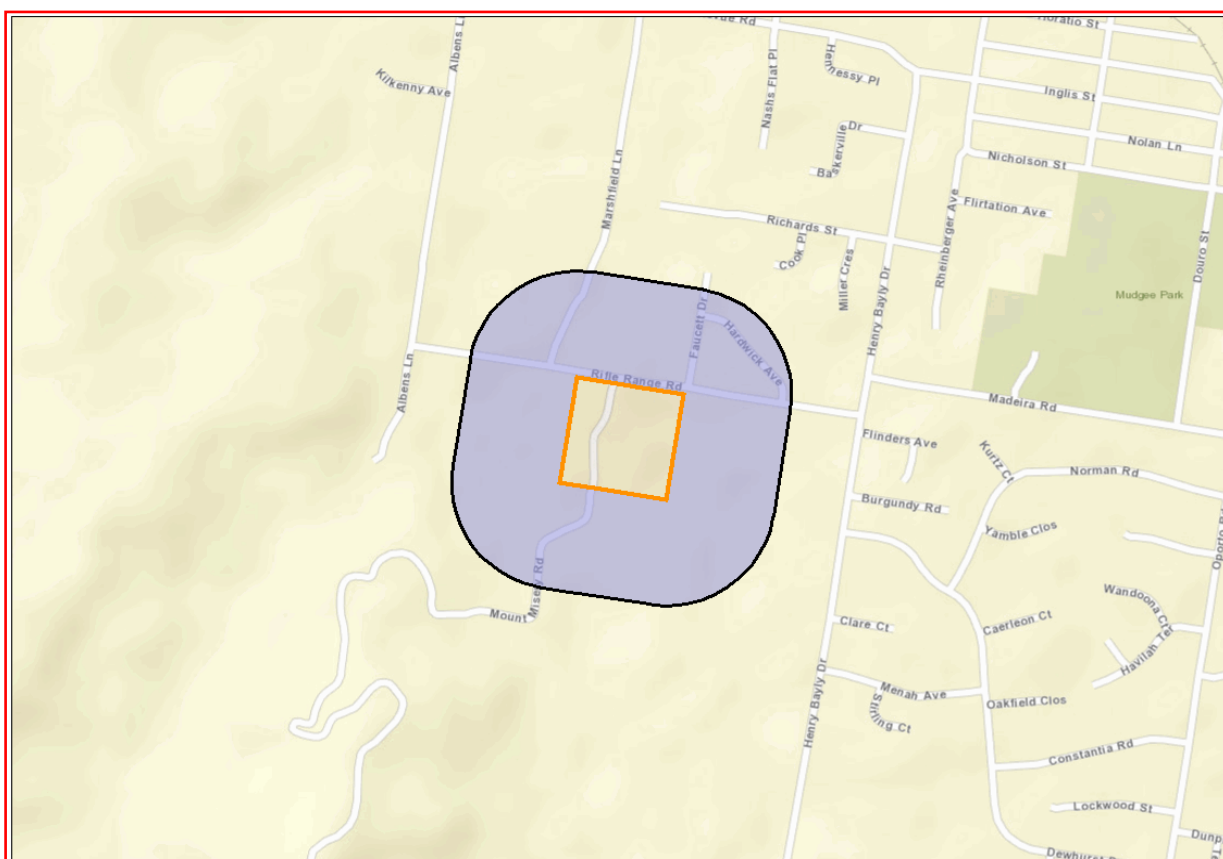 Horatio St
Albens Ln
Kilkenny Ave
Nashs Flat Pl
Hennessy Pl
Inglis St
Baskerville Dr
Nolan Ln
Nicholson St
Marshfield Ln
Flirtation Ave
Richards St
Rheinberger Ave
Douro St
Cook Pl
Miller Cres
Mudgee Park
Henry Bayly Dr
Faucett Dr
Hardwick Ave
Albens Ln
Rifle Range Rd
Madeira Rd
Flinders Ave
Kurtz Ct
Norman Rd
Burgundy Rd
Yamble Clos
Oporto
Mount Misery Rd
Wandoona Ct
Clare Ct
Caerleon Ct
Havilah Ter
Henry Bayly Dr
Menah Ave
Stirling Ct
Oakfield Clos
Constantia Rd
Lockwood St
Dewhurst